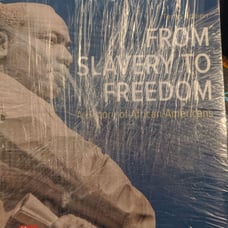 FROM
SLAVERY TO
FREEDOM
A History of African Americans